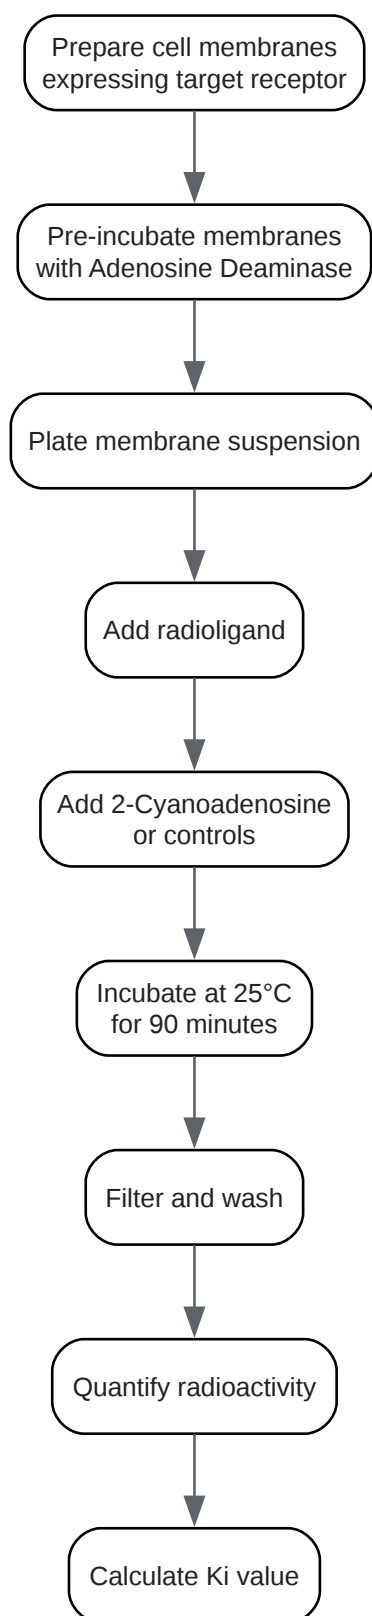 Prepare cell membranes
expressing target receptor
Pre-incubate membranes
with Adenosine Deaminase
Plate membrane suspension
Add radioligand
Add 2-Cyanoadenosine
or controls
Incubate at 25°C
for 90 minutes
Filter and wash
Quantify radioactivity
Calculate Ki value